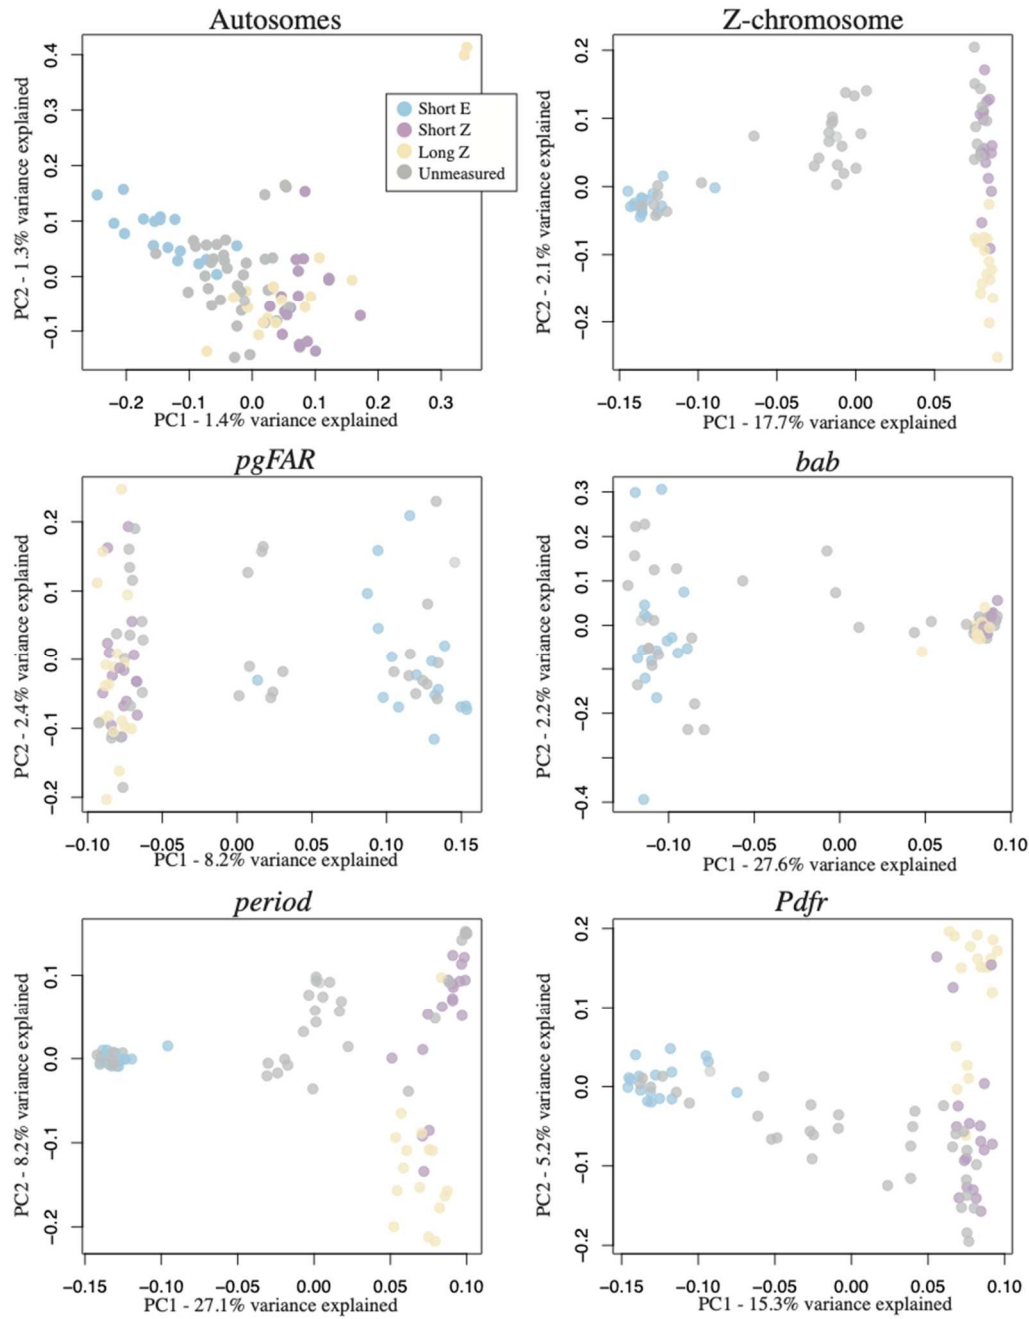 Autosomes
PC2 - 1.3% variance explained
0.4
0.3
0.2
0.1
0.0
−0.1
Short E
Short Z
Long Z
Unmeasured
−0.2 −0.1 0.0 0.1 0.2 0.3
PC1 - 1.4% variance explained
Z-chromosome
PC2 - 2.1% variance explained
0.2
0.1
0.0
−0.1
−0.2
−0.15 −0.10 −0.05 0.00 0.05
PC1 - 17.7% variance explained
pgFAR
PC2 - 2.4% variance explained
0.2
0.1
0.0
−0.1
−0.2
−0.10 −0.05 0.00 0.05 0.10 0.15
PC1 - 8.2% variance explained
bab
PC2 - 2.2% variance explained
0.3
0.1
0.0
−0.2
−0.4
−0.10 −0.05 0.00 0.05 0.10
PC1 - 27.6% variance explained
period
PC2 - 8.2% variance explained
0.1
0.0
−0.1
−0.2
−0.15 −0.10 −0.05 0.00 0.05 0.10
PC1 - 27.1% variance explained
Pdfr
PC2 - 5.2% variance explained
0.2
0.1
0.0
−0.1
−0.2
−0.15 −0.10 −0.05 0.00 0.05 0.10
PC1 - 15.3% variance explained